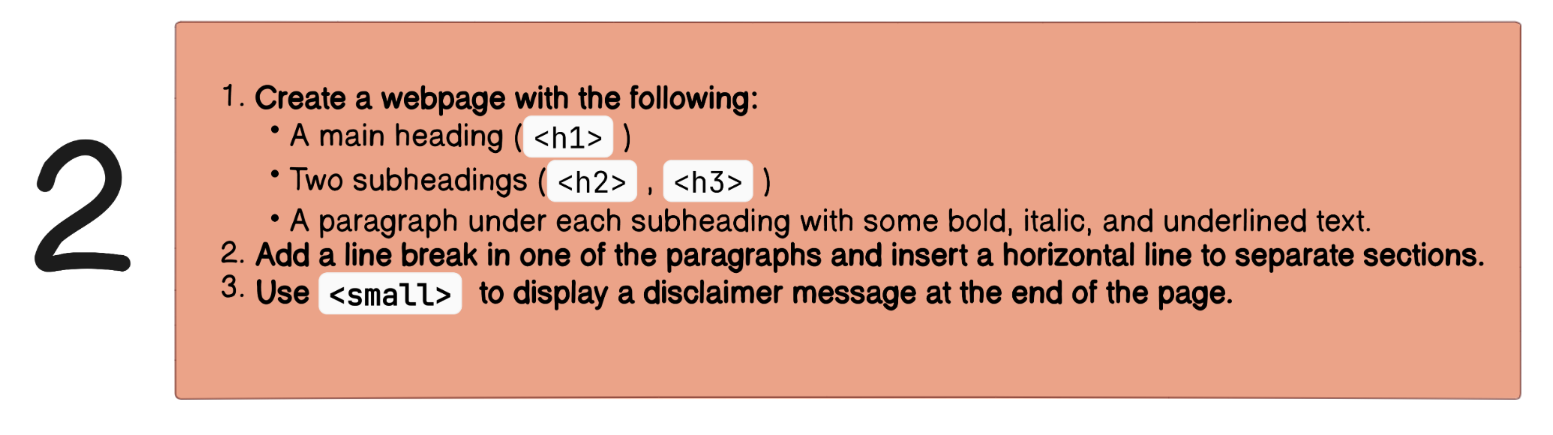 2
1. Create a webpage with the following:
• A main heading ( <h1> )
• Two subheadings ( <h2> , <h3> )
• A paragraph under each subheading with some bold, italic, and underlined text.
2. Add a line break in one of the paragraphs and insert a horizontal line to separate sections.
3. Use <small> to display a disclaimer message at the end of the page.